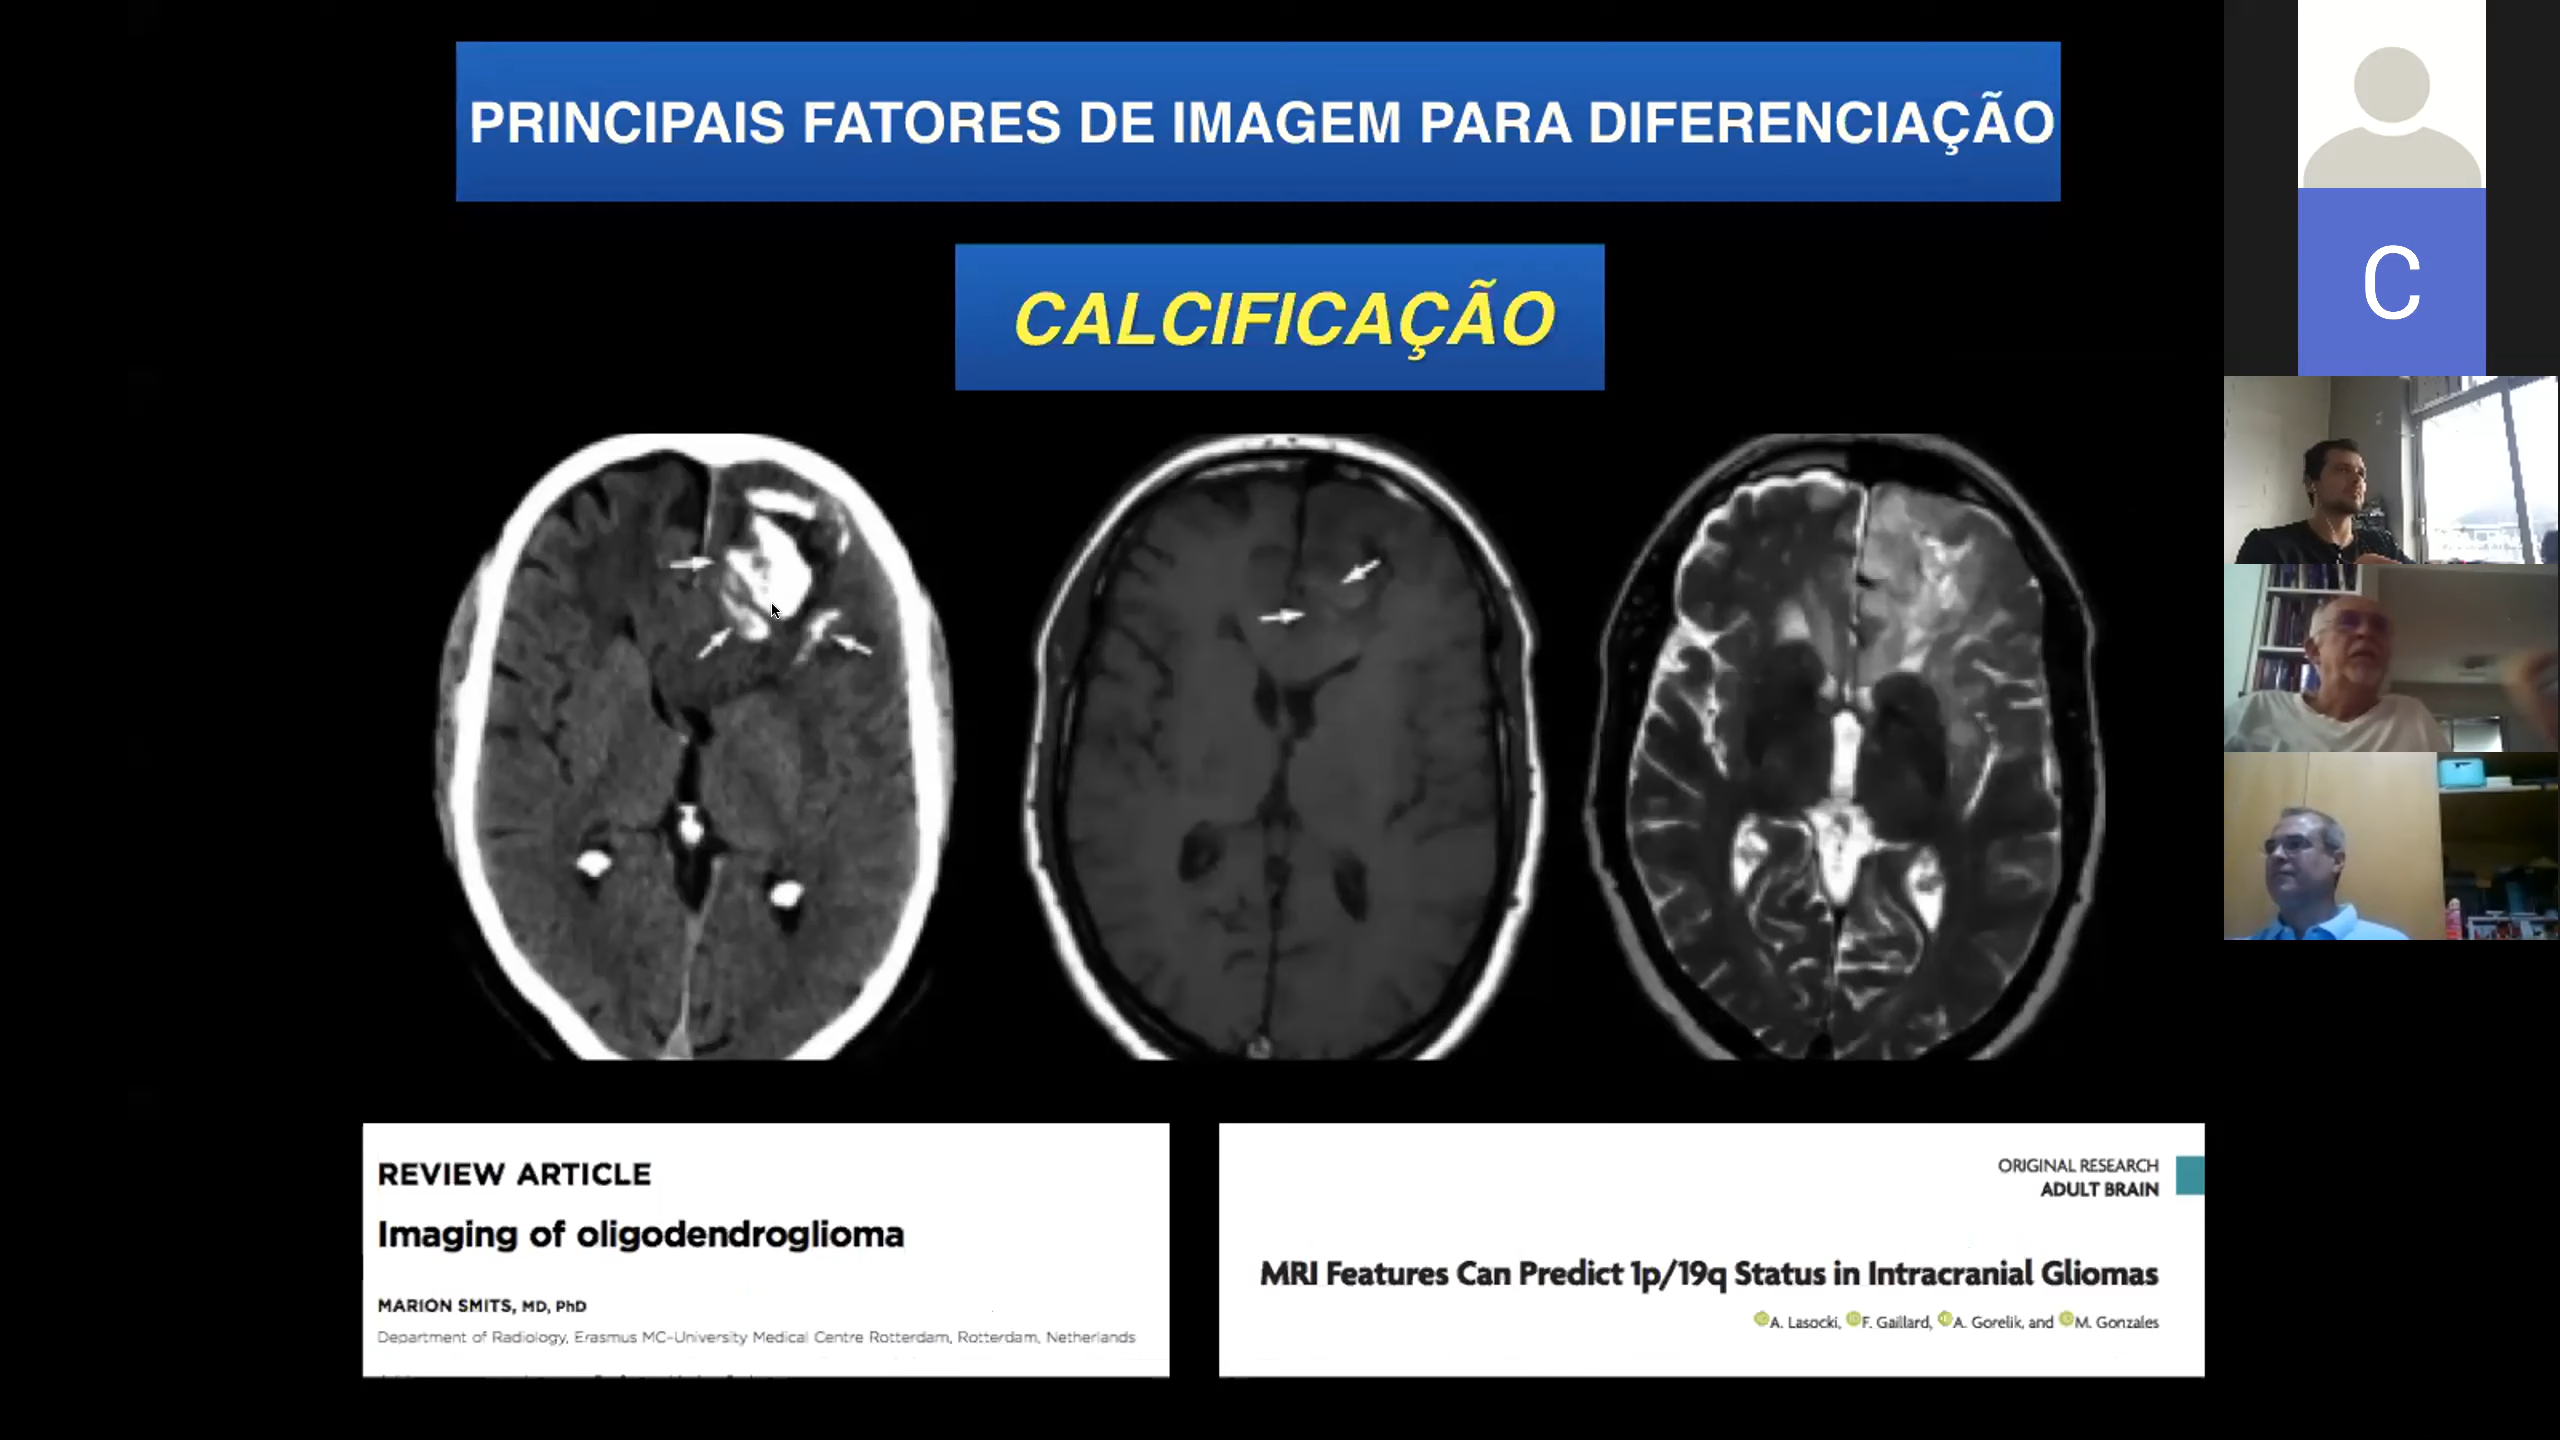 PRINCIPAIS FATORES DE IMAGEM PARA DIFERENCIAÇÃO
CALCIFICAÇÃO
C
REVIEW ARTICLE
Imaging of oligodendroglioma
MARION SMITS, MD, PhD
Department of Radiology, Erasmus MC–University Medical Centre Rotterdam, Rotterdam, Netherlands
ORIGINAL RESEARCH
ADULT BRAIN
MRI Features Can Predict 1p/19q Status in Intracranial Gliomas
A. Lasocki, F. Gaillard, A. Gorelik, and M. Gonzales